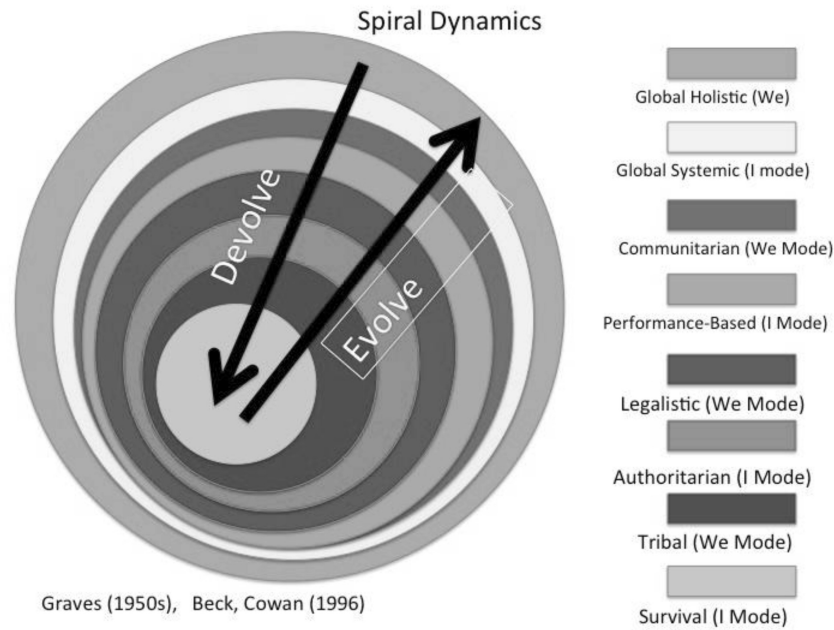 Spiral Dynamics
Devolve
Evolve
Global Holistic (We)
Global Systemic (I mode)
Communitarian (We Mode)
Performance-Based (I Mode)
Legalistic (We Mode)
Authoritarian (I Mode)
Tribal (We Mode)
Survival (I Mode)
Graves (1950s), Beck, Cowan (1996)